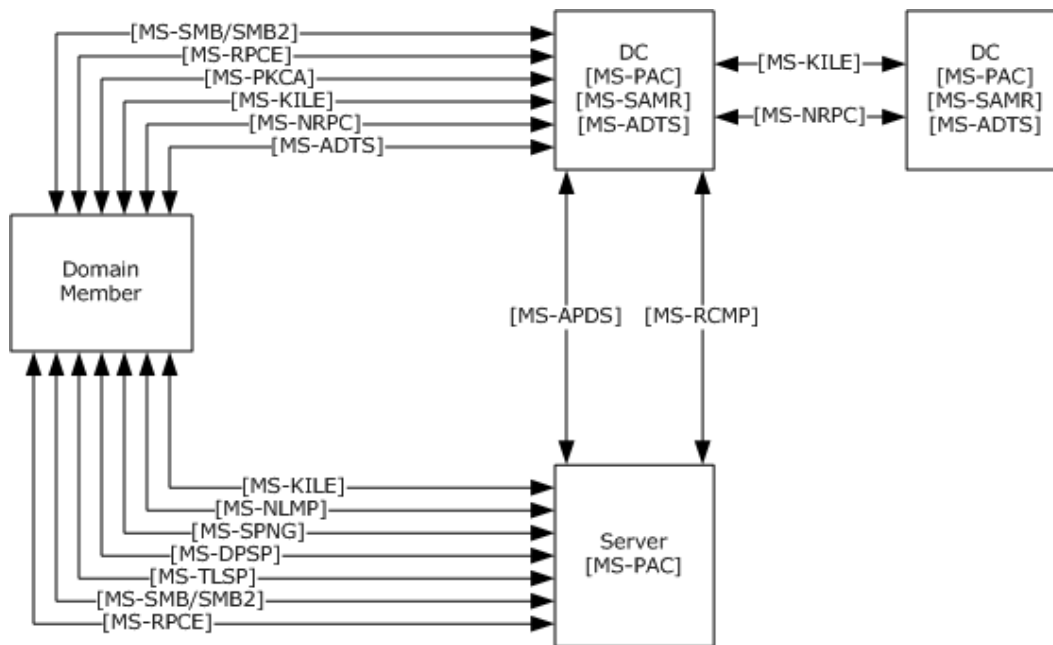 [MS-SMB/SMB2]
[MS-RPCE]
[MS-PKCA]
[MS-KILE]
[MS-NRPC]
[MS-ADTS]
DC
[MS-PAC]
[MS-SAMR]
[MS-ADTS]
[MS-KILE]
[MS-NRPC]
DC
[MS-PAC]
[MS-SAMR]
[MS-ADTS]
Domain
Member
[MS-APDS]
[MS-RCMP]
[MS-KILE]
[MS-NLMP]
[MS-SPNG]
[MS-DPSP]
[MS-TLSP]
[MS-SMB/SMB2]
[MS-RPCE]
Server
[MS-PAC]